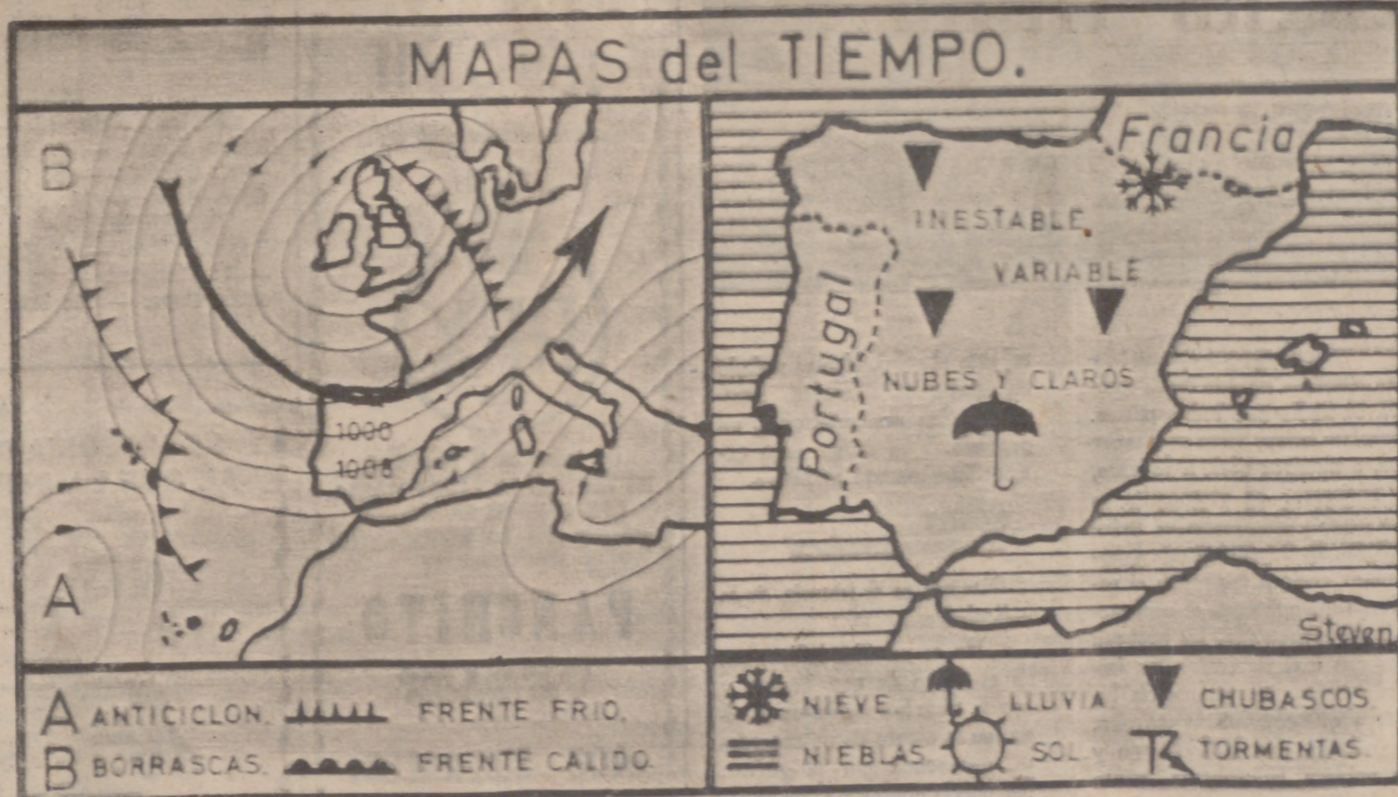 MAPAS del TIEMPO.
B
1000
1008
A
Francia
INESTABLE
VARIABLE
Portugal
NUBES Y CLAROS
Steven
A ANTICICLON. FRENTE FRIO.
B BORRASCAS. FRENTE CALIDO.
NIEVE. LLUVIA CHUBASCOS
NIEBLAS. SOL. TORMENTAS.